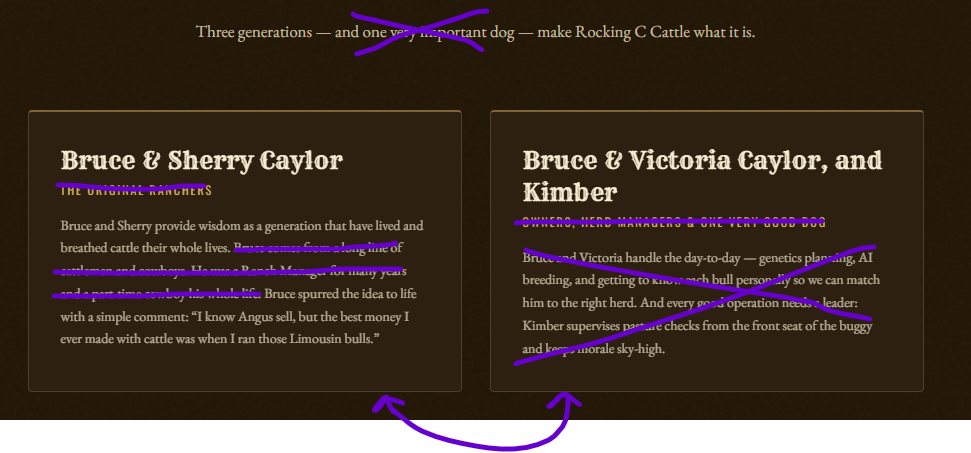 Three generations — and one very important dog — make Rocking C Cattle what it is.
Bruce & Sherry Caylor
THE ORIGINAL RANCHERS
Bruce and Sherry provide wisdom as a generation that have lived and
breathed cattle their whole lives. Bruce comes from a long line of
cattlemen and cowboys. He was a Ranch Manager for many years
and a part time cowboy his whole life. Bruce spurred the idea to life
with a simple comment: “I know Angus sell, but the best money I
ever made with cattle was when I ran those Limousin bulls.”
Bruce & Victoria Caylor, and
Kimber
OWNERS, HERD MANAGERS & ONE VERY GOOD DOG
Bruce and Victoria handle the day-to-day — genetics planning, AI
breeding, and getting to know each bull personally so we can match
him to the right herd. And every good operation needs a leader:
Kimber supervises pasture checks from the front seat of the buggy
and keeps morale sky-high.